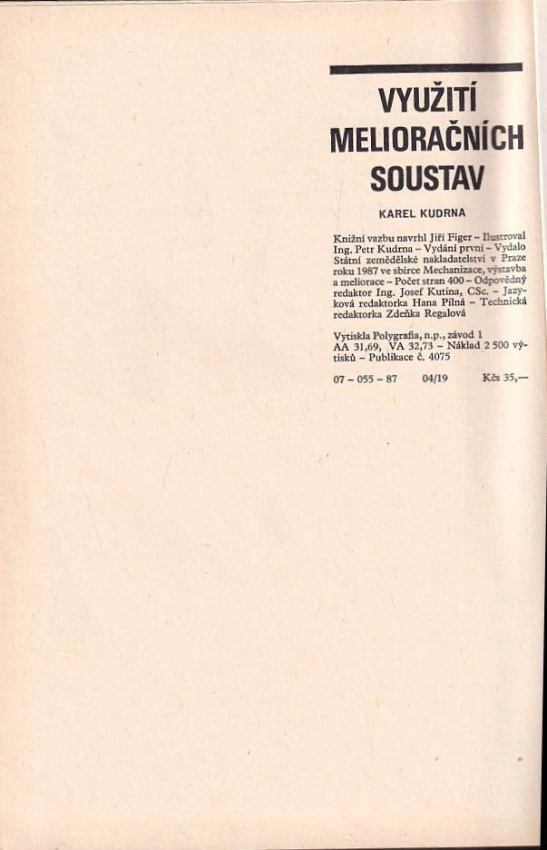 VYUŽITÍ
MELIORAČNÍCH
SOUSTAV
KAREL KUDRNA
Knižní vazbu navrhl Jiří Figer – Ilustroval
Ing. Petr Kudrna – Vydání první – Vydalo
Státní zemědělské nakladatelství v Praze
roku 1987 ve sbírce Mechanizace, výstavba
a meliorace – Počet stran 400 – Odpovědný
redaktor Ing. Josef Kutina, CSc. – Jazy-
ková redaktorka Hana Pilná – Technická
redaktorka Zdeňka Regalová
Vytiskla Polygrafia, n.p., závod 1
AA 31,69, VA 32,73 – Náklad 2 500 vý-
tisků – Publikace č. 4075
07 – 055 – 87 04/19 Kčs 35,—